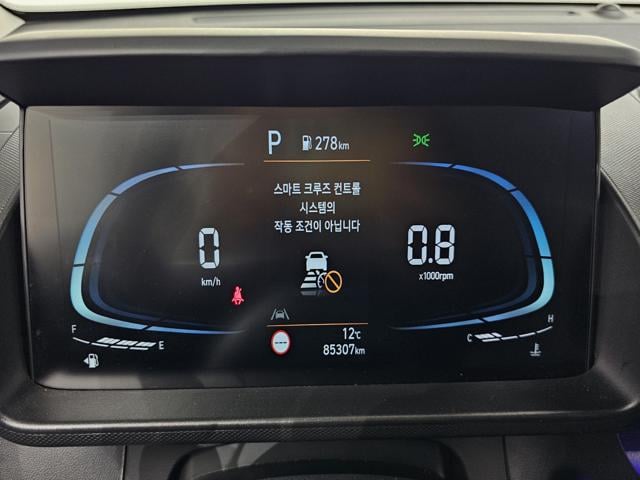 P 278km
스마트 크루즈 컨트롤
시스템의
작동 조건이 아닙니다
0
km/h
0.8
x1000rpm
F
E
C
H
12℃
85307km